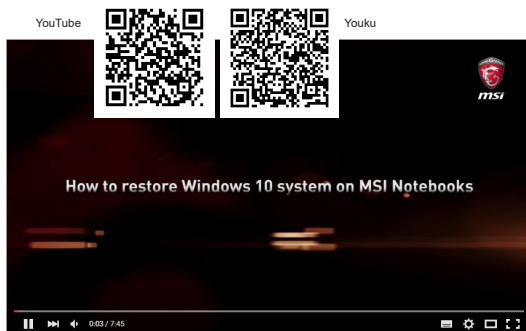 YouTube
Youku
msi
How to restore Windows 10 system on MSI Notebooks
0:03 / 7:45